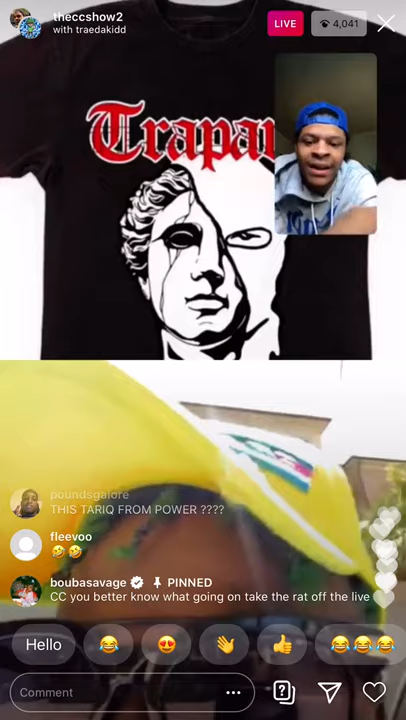 theccshow2
with traedakidd
LIVE
4,041
poundsgalore
THIS TARIQ FROM POWER ????
fleevoo
🤣🤣
boubasavage
PINNED
CC you better know what going on take the rat off the live
Hello
😂
😍
👋
👍
😂😂😂
Comment